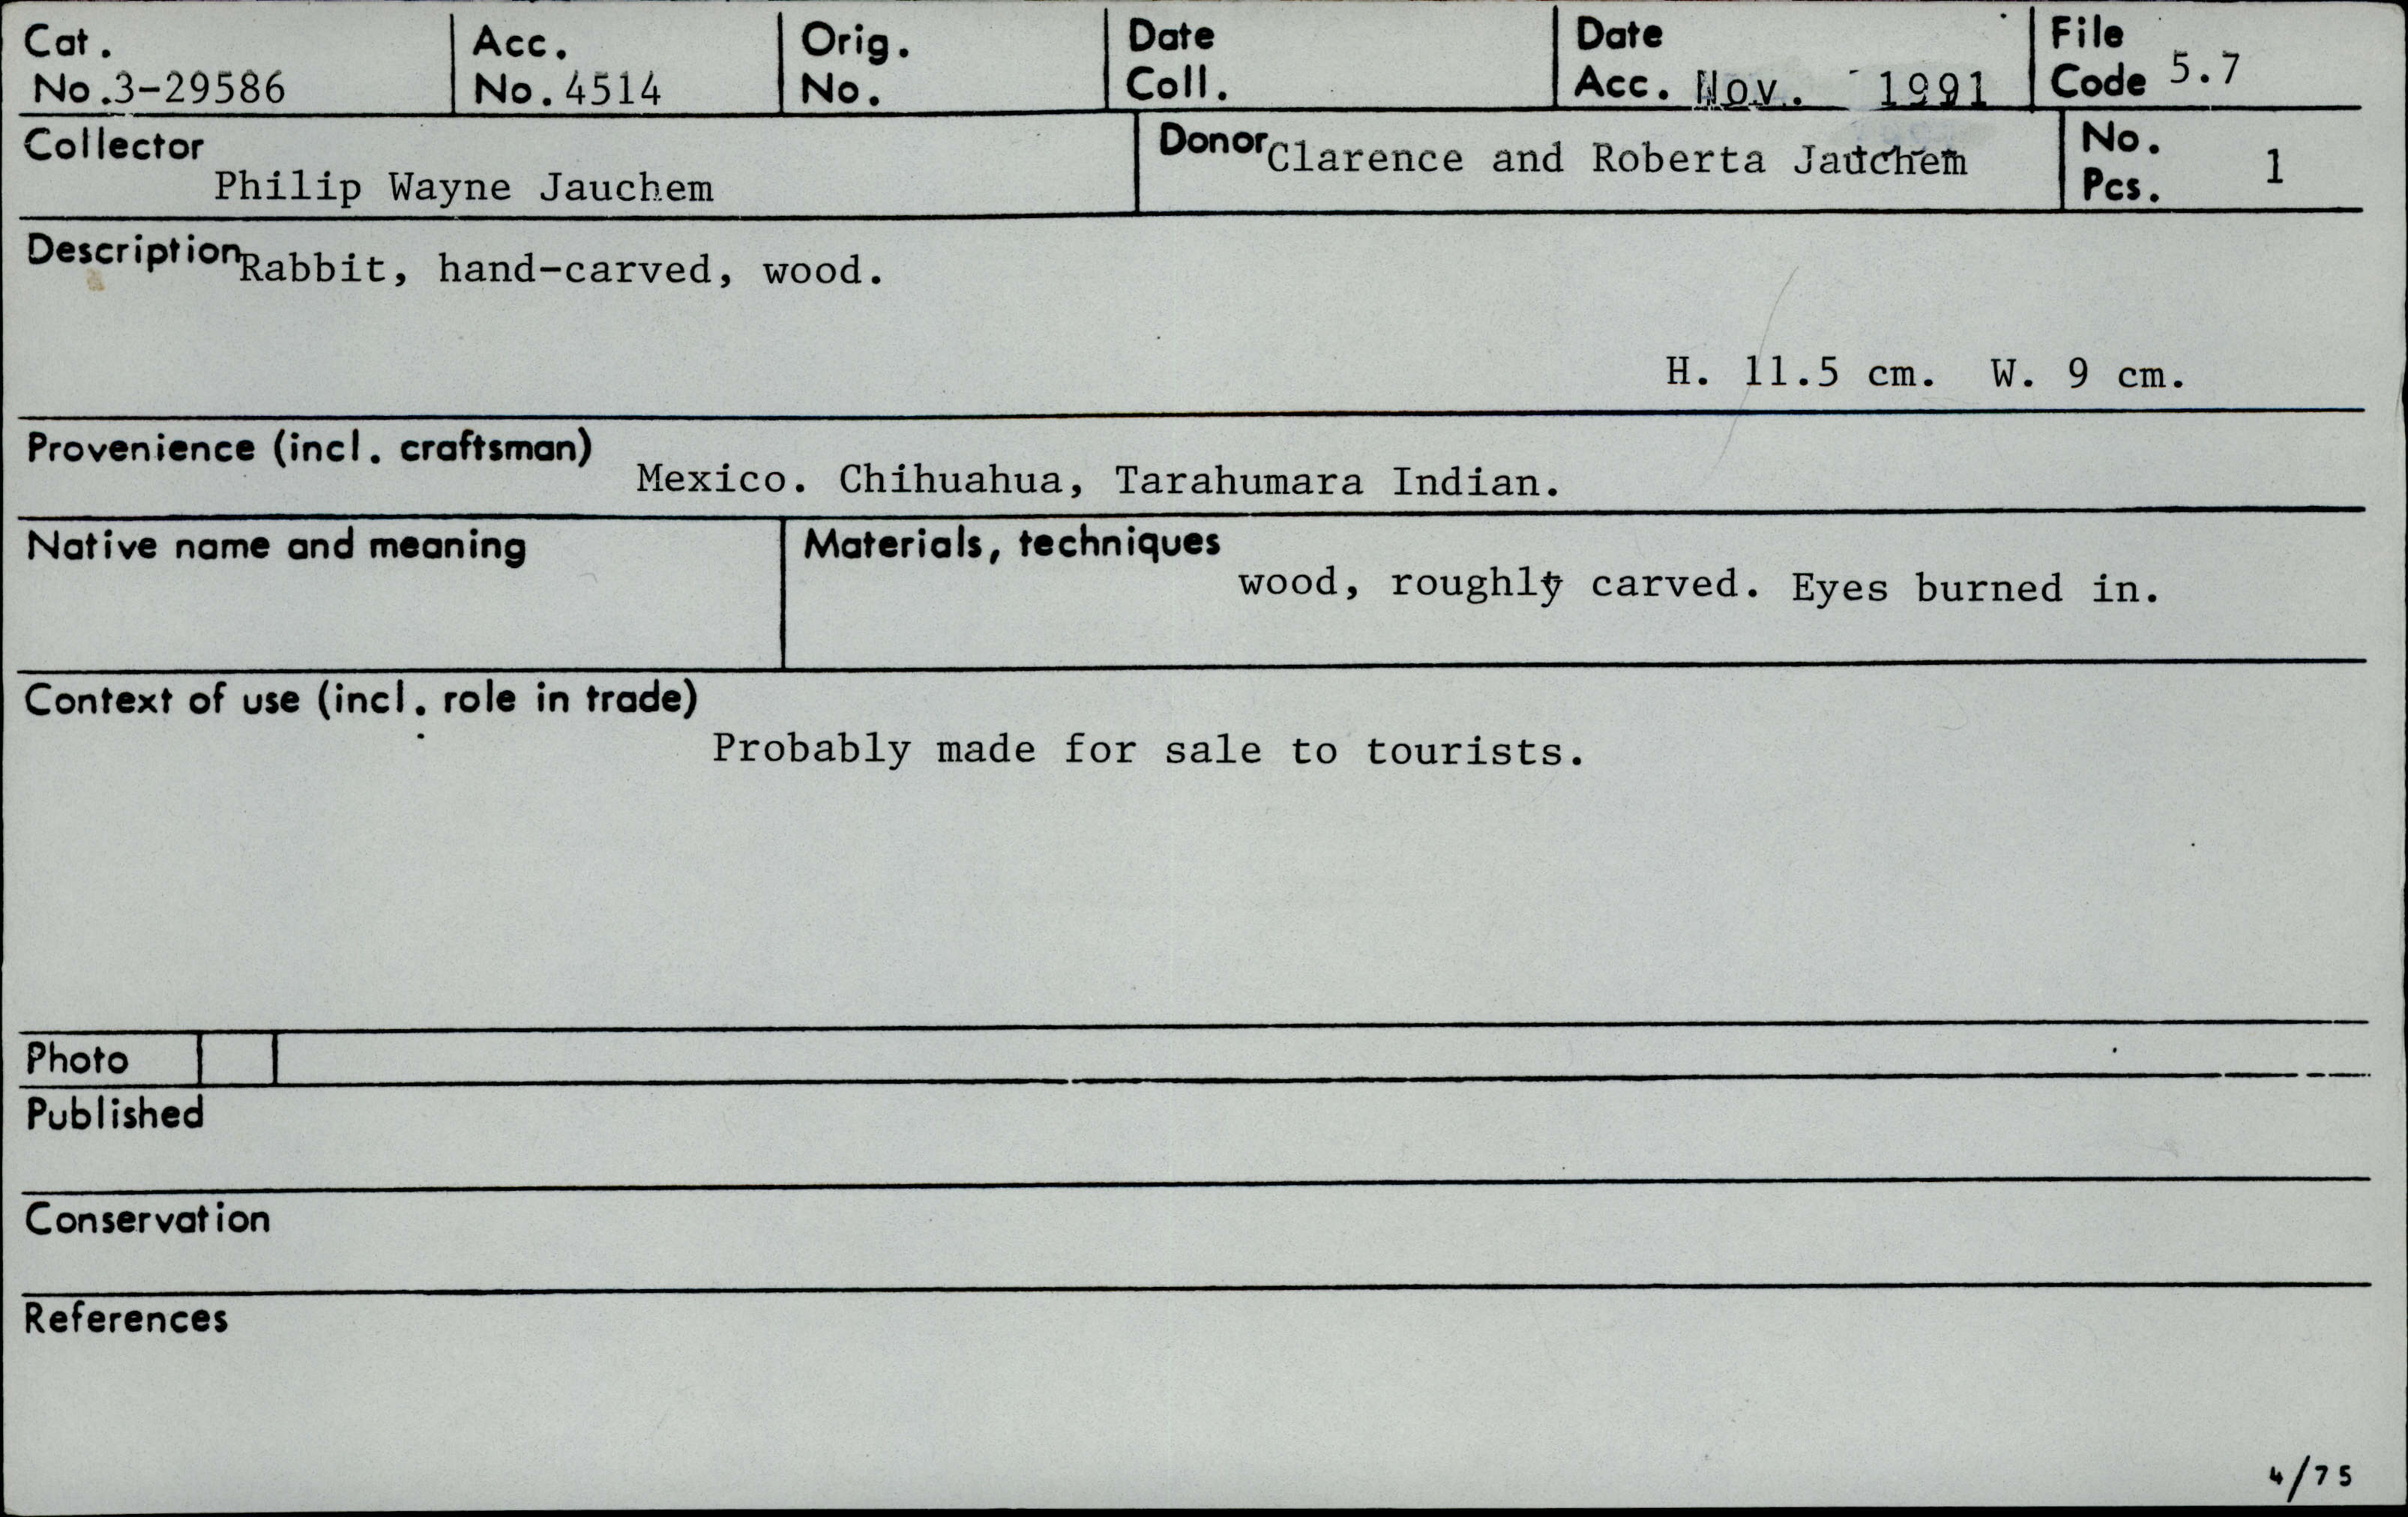 Cat. No. 3-29586
Acc. No. 4514
Orig. No.
Date Coll.
Date Acc. Nov. 1991
File Code 5.7
Collector Philip Wayne Jauchem
Donor Clarence and Roberta Jauchem
No. Pcs. 1
Description Rabbit, hand-carved, wood.
H. 11.5 cm. W. 9 cm.
Provenience (incl. craftsman) Mexico. Chihuahua, Tarahumara Indian.
Native name and meaning
Materials, techniques wood, roughly carved. Eyes burned in.
Context of use (incl. role in trade)
Probably made for sale to tourists.
Photo
Published
Conservation
References
4/75